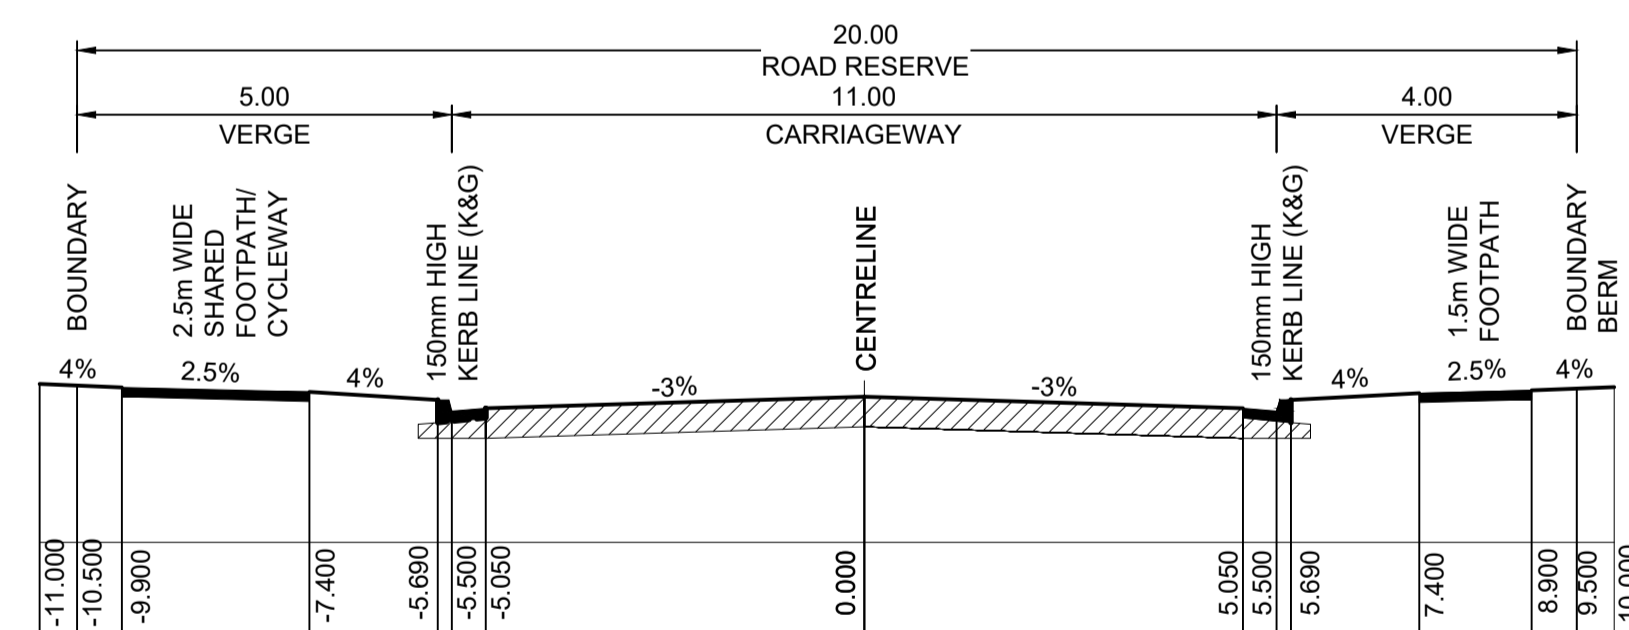 20.00
ROAD RESERVE
5.00
11.00
4.00
VERGE
CARRIAGEWAY
VERGE
BOUNDARY
2.5m WIDE
SHARED
FOOTPATH/
CYCLEWAY
150mm HIGH
KERB LINE (K&G)
CENTRELINE
150mm HIGH
KERB LINE (K&G)
1.5m WIDE
FOOTPATH
BOUNDARY
BERM
4%
2.5%
4%
-3%
-3%
4%
2.5%
4%
-11.000
-10.500
-9.900
-7.400
-5.690
-5.500
-5.050
0.000
5.050
5.500
5.690
7.400
8.900
9.500
10.000